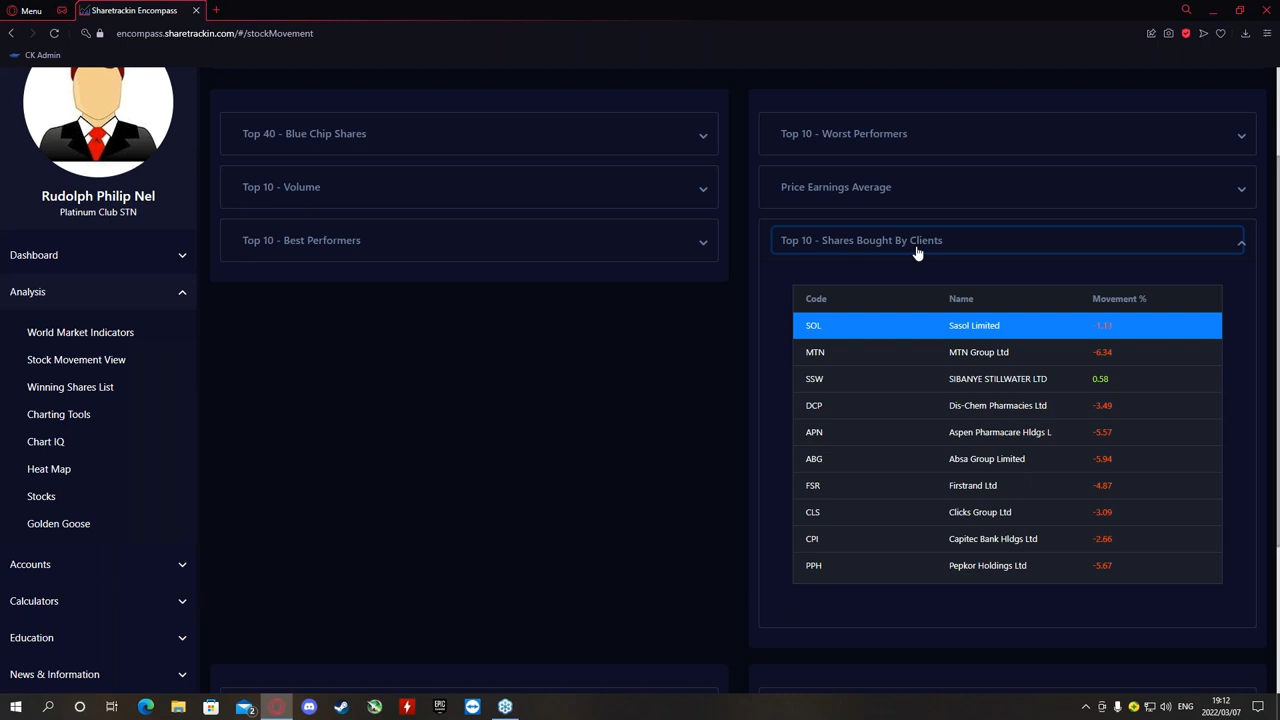 Menu
Sharetrackin Encompass
encompass.sharetrackin.com/#/stockMovement
CK Admin
Rudolph Philip Nel
Platinum Club STN
Dashboard
Analysis
World Market Indicators
Stock Movement View
Winning Shares List
Charting Tools
Chart IQ
Heat Map
Stocks
Golden Goose
Accounts
Calculators
Education
News & Information
Top 40 - Blue Chip Shares
Top 10 - Volume
Top 10 - Best Performers
Top 10 - Worst Performers
Price Earnings Average
Top 10 - Shares Bought By Clients
Code Name Movement %
SOL Sasol Limited -1.11
MTN MTN Group Ltd -6.34
SSW SIBANYE STILLWATER LTD 0.58
DCP Dis-Chem Pharmacies Ltd -3.49
APN Aspen Pharmacare Hldgs L -5.57
ABG Absa Group Limited -5.94
FSR Firstrand Ltd -4.87
CLS Clicks Group Ltd -3.09
CPI Capitec Bank Hldgs Ltd -2.66
PPH Pepkor Holdings Ltd -5.67
2
EPIC
ENG
19:12
2022/03/07